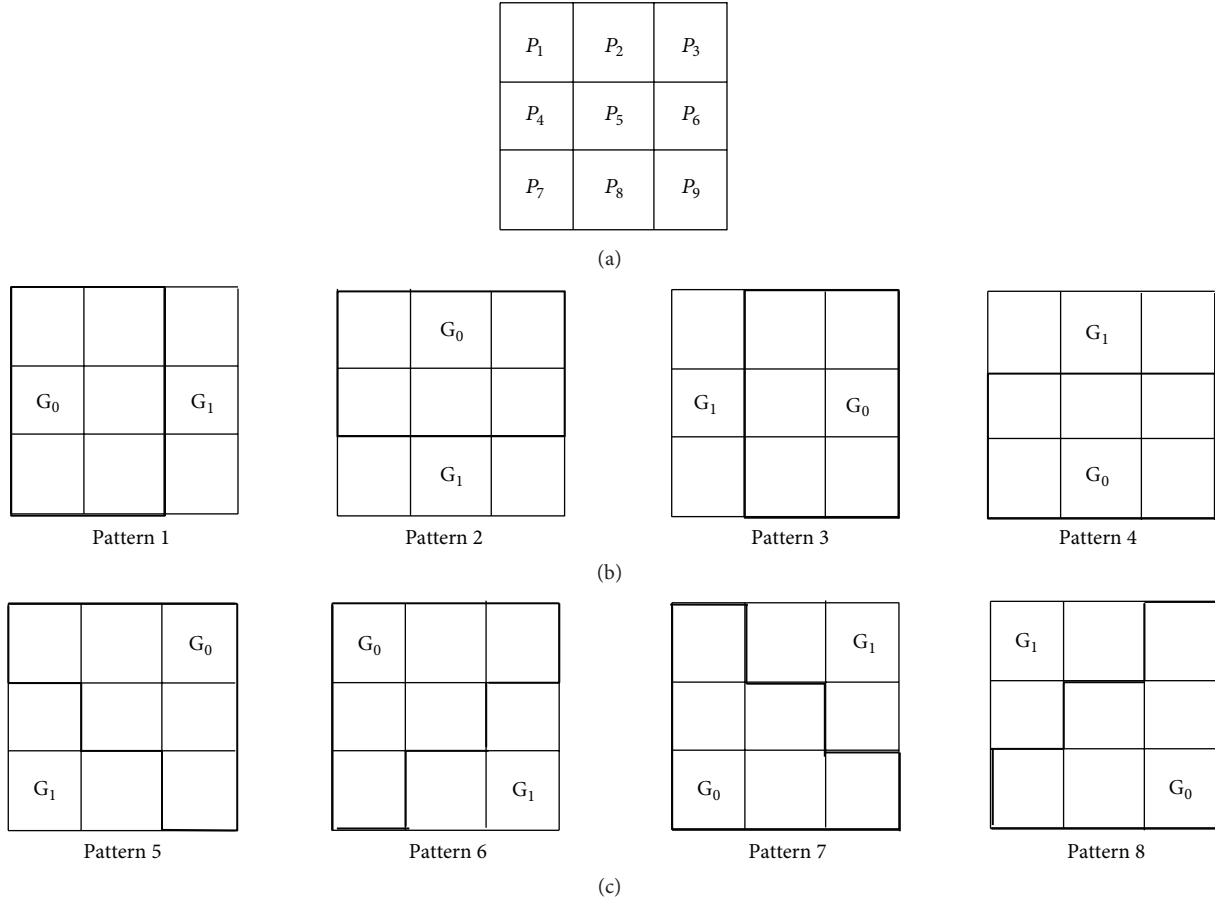 (a)
P₁ P₂ P₃
P₄ P₅ P₆
P₇ P₈ P₉
(a)
G₀ G₁
Pattern 1
G₀
G₁
Pattern 2
G₁ G₀
Pattern 3
G₁
G₀
Pattern 4
(b)
G₀
G₁
Pattern 5
G₀
G₁
Pattern 6
G₁
G₀
Pattern 7
G₁
G₀
Pattern 8
(c)